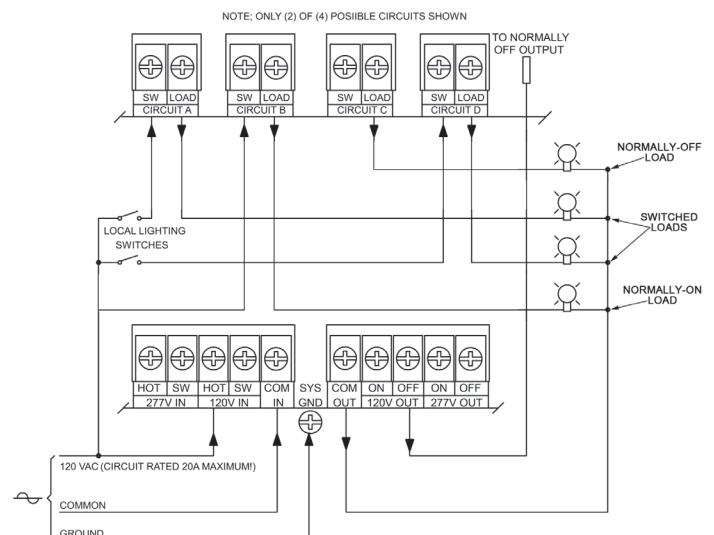 NOTE; ONLY (2) OF (4) POSIIBLE CIRCUITS SHOWN
TO NORMALLY
OFF OUTPUT
SW LOAD SW LOAD SW LOAD SW LOAD
CIRCUIT A CIRCUIT B CIRCUIT C CIRCUIT D
NORMALLY-OFF
LOAD
LOCAL LIGHTING
SWITCHES
SWITCHED
LOADS
NORMALLY-ON
LOAD
HOT SW HOT SW COM SYS COM ON OFF ON OFF
277V IN 120V IN IN GND OUT 120V OUT 277V OUT
120 VAC (CIRCUIT RATED 20A MAXIMUM!)
COMMON
GROUND